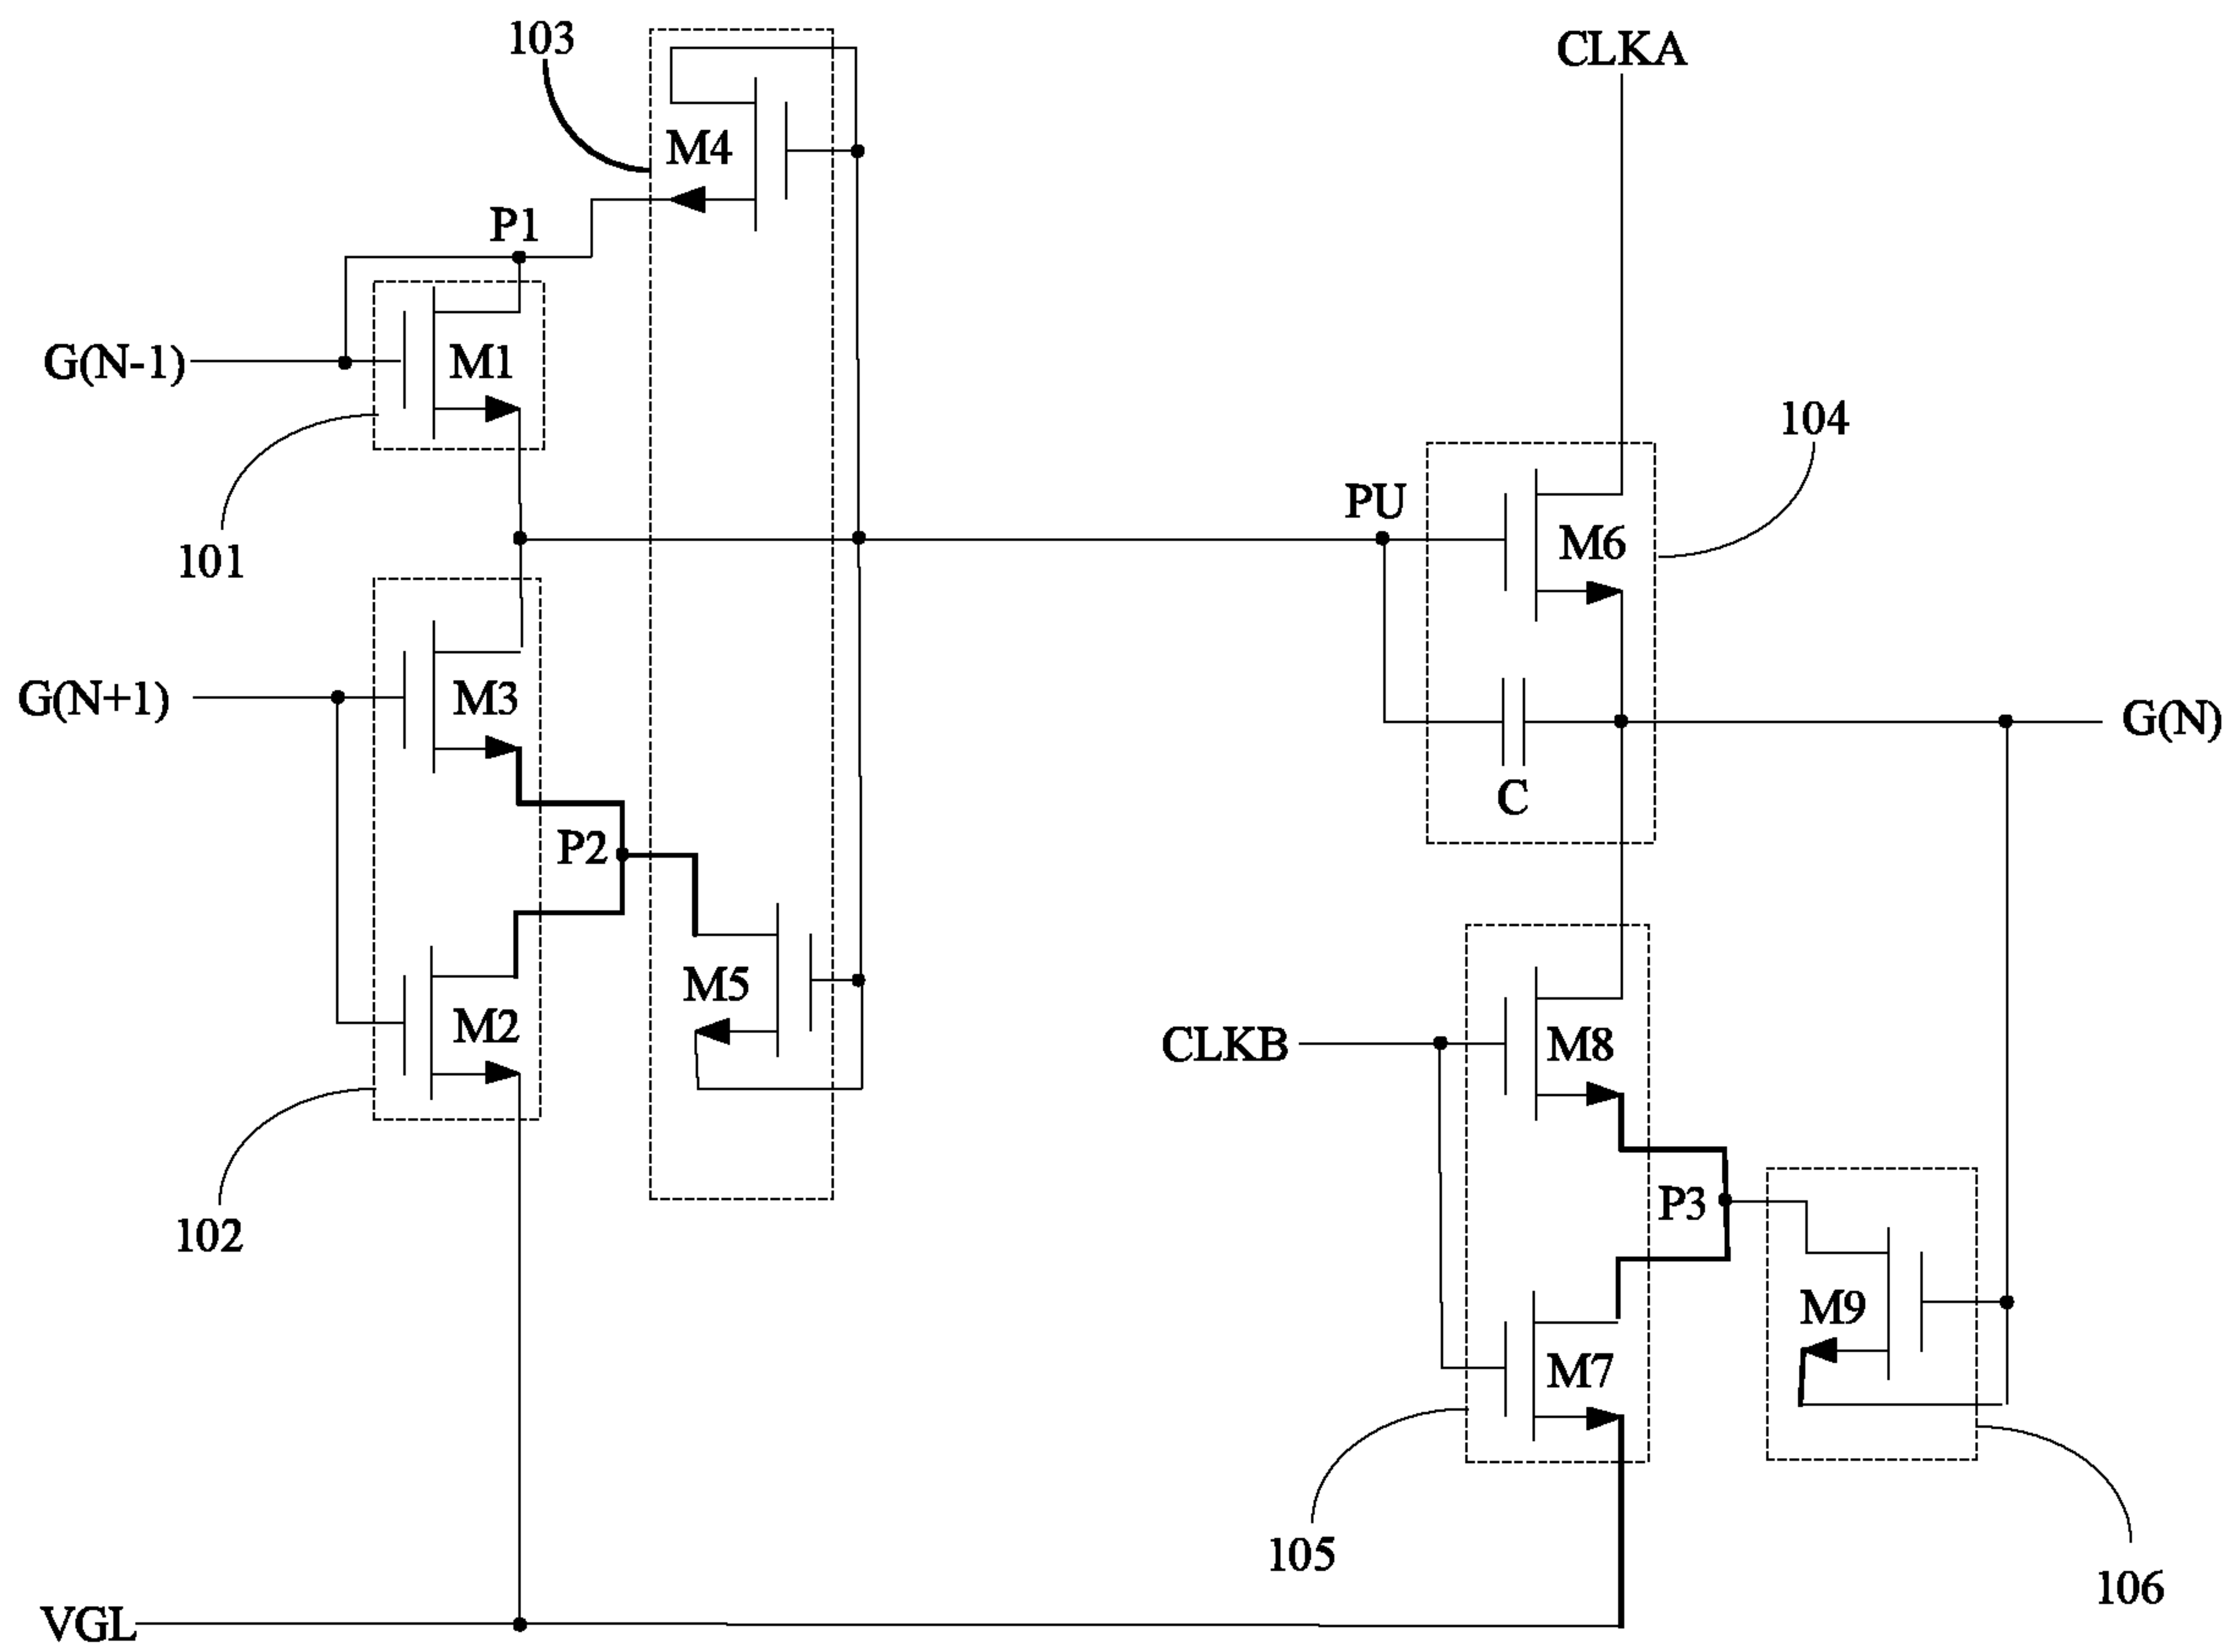 103
CLKA
M4
P1
G(N-1)
M1
104
PU
M6
101
G(N+1)
M3
G(N)
C
P2
M5
M2
CLKB
M8
P3
102
M9
M7
105
106
VGL